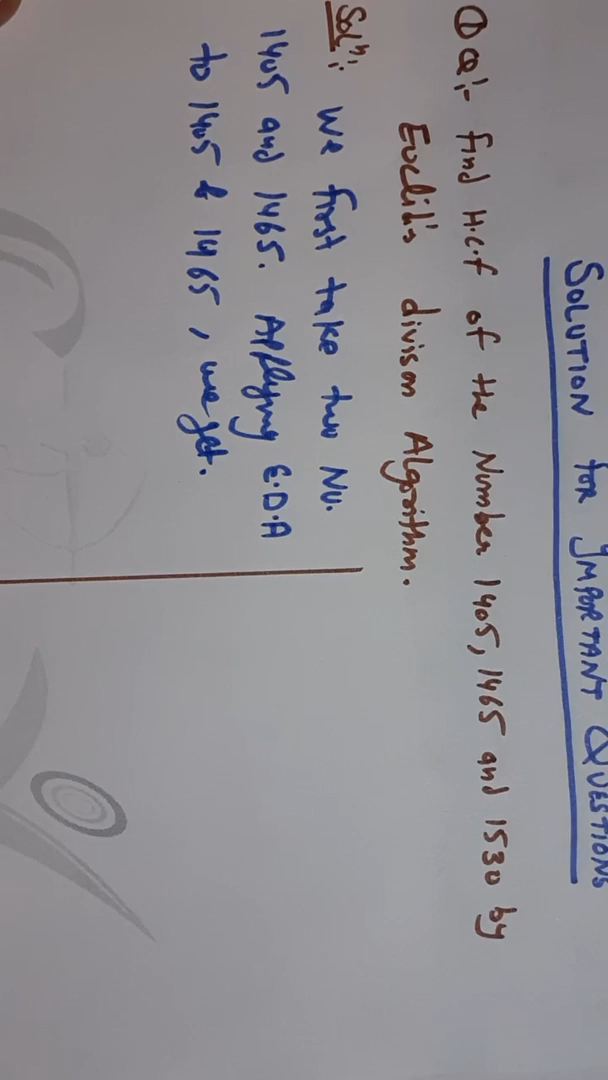 SOLUTION FOR IMPORTANT QUESTIONS
① Q:- find H.C.f of the Number 1405, 1465 and 1530 by
Euclid's divison Algorithm.
Solⁿ:- We first take two No.
1405 and 1465. Applying E.D.A
to 1405 & 1465, we get.